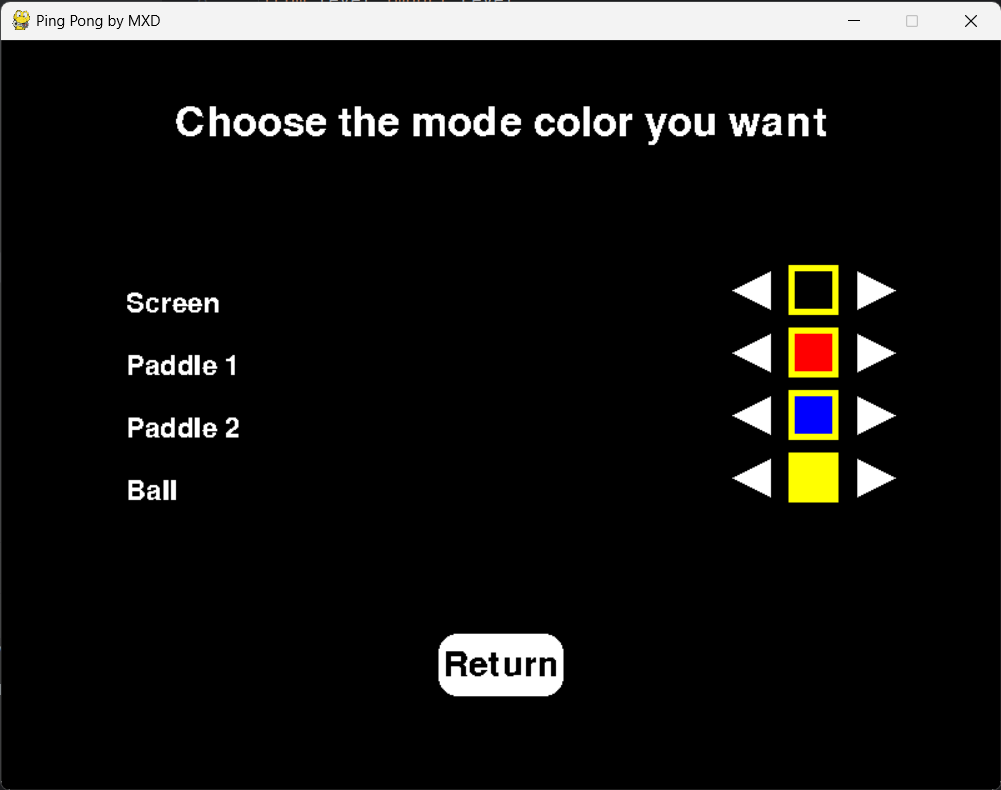 Ping Pong by MXD
Choose the mode color you want
Screen
Paddle 1
Paddle 2
Ball
Return